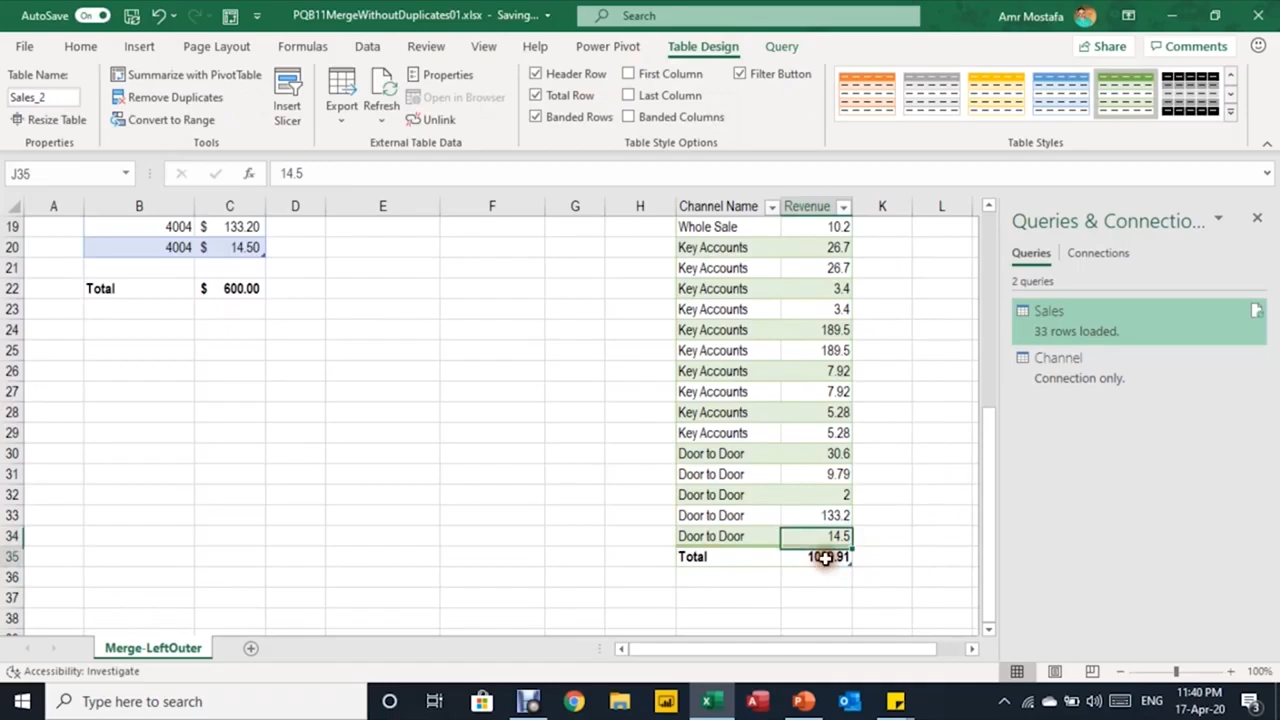 AutoSave On PQB11MergeWithoutDuplicates01.xlsx - Saving... Search Amr Mostafa
File Home Insert Page Layout Formulas Data Review View Help Power Pivot Table Design Query Share Comments
Table Name: Summarize with PivotTable Properties Header Row First Column Filter Button
Sales_2 Remove Duplicates Insert Slicer Export Refresh Open in Browser Total Row Last Column
Resize Table Convert to Range Unlink Banded Rows Banded Columns
Properties Tools External Table Data Table Style Options Table Styles
J35 fx 14.5
A B C D E F G H Channel Name Revenue K L
19 4004 $ 133.20 Whole Sale 10.2
20 4004 $ 14.50 Key Accounts 26.7
21 Key Accounts 26.7
22 Total $ 600.00 Key Accounts 3.4
23 Key Accounts 3.4
24 Key Accounts 189.5
25 Key Accounts 189.5
26 Key Accounts 7.92
27 Key Accounts 7.92
28 Key Accounts 5.28
29 Key Accounts 5.28
30 Door to Door 30.6
31 Door to Door 9.79
32 Door to Door 2
33 Door to Door 133.2
34 Door to Door 14.5
35 Total
36
37
38
Queries & Connectio...
Queries Connections
2 queries
Sales
33 rows loaded.
Channel
Connection only.
Merge-LeftOuter
Accessibility: Investigate 100%
Type here to search ENG 11:40 PM
17-Apr-20 3